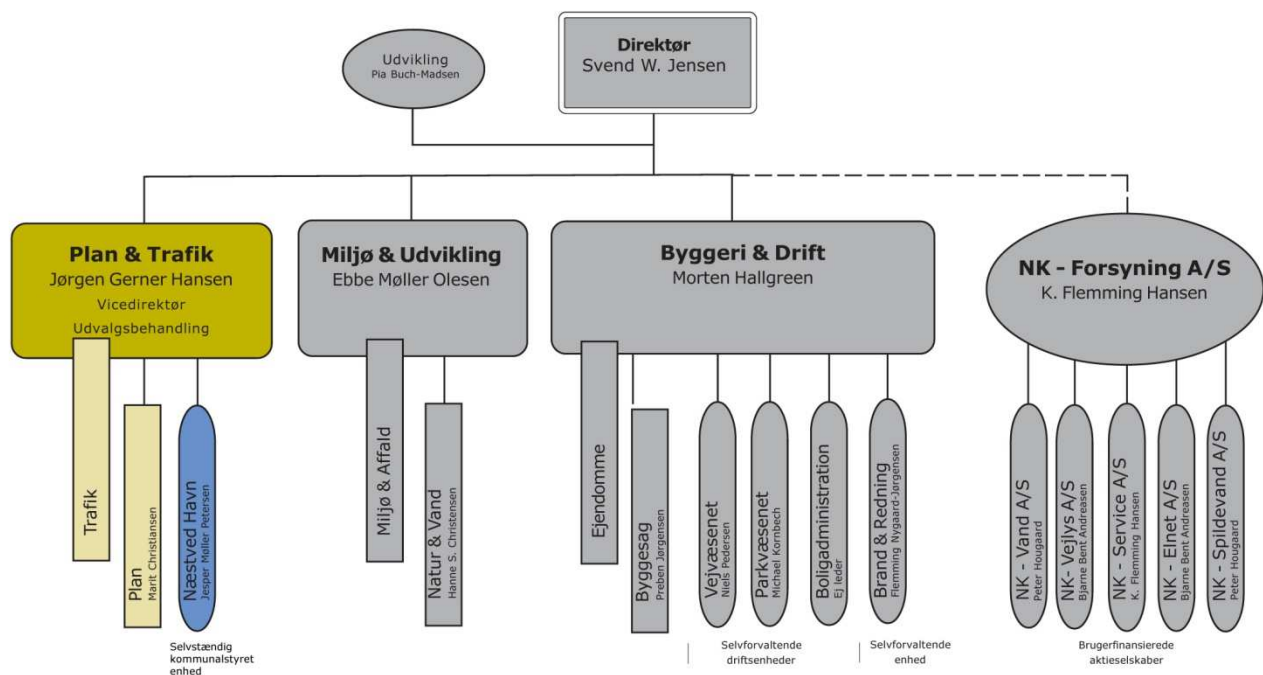 Udvikling
Pia Buch-Madsen
Direktør
Svend W. Jensen
Plan & Trafik
Jørgen Gerner Hansen
Vicedirektør
Udvalgsbehandling
Miljø & Udvikling
Ebbe Møller Olesen
Byggeri & Drift
Morten Hallgreen
NK - Forsyning A/S
K. Flemming Hansen
Trafik
Plan
Marit Christiansen
Næstved Havn
Jesper Møller Petersen
Miljø & Affald
Natur & Vand
Hanne S. Christensen
Ejendomme
Byggesag
Preben Jørgensen
Vejvæsenet
Niels Pedersen
Parkvæsenet
Michael Kornbech
Boligadministration
Ej leder
Brand & Redning
Flemming Nygaard-Jørgensen
NK - Vand A/S
Peter Hougaard
NK- Vejlys A/S
Bjarne Bent Andreasen
NK - Service A/S
K. Flemming Hansen
NK - Elnet A/S
Bjarne Bent Andreasen
NK - Spildevand A/S
Peter Hougaard
Selvstændig
kommunalstyret
enhed
Selvforvaltende
driftsenheder
Selvforvaltende
enhed
Brugerfinansierede
aktieselskaber